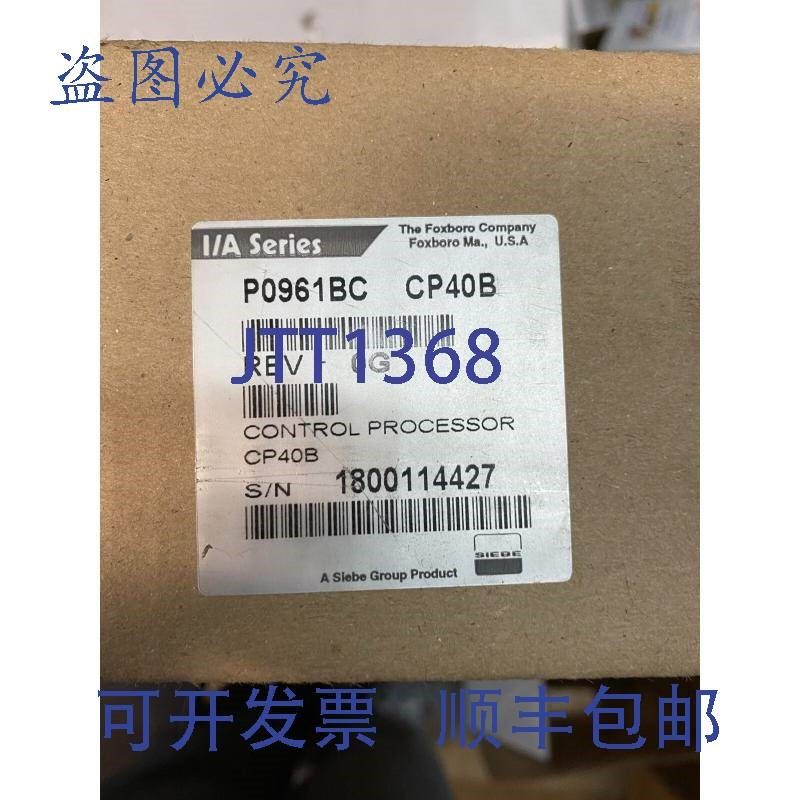 盗图必究
I/A Series
The Foxboro Company
Foxboro Ma., U.S.A
P0961BC CP40B
JTT1368
REV - 0G
CONTROL PROCESSOR
CP40B
S/N 1800114427
SIEBE
A Siebe Group Product
可开发票 顺丰包邮